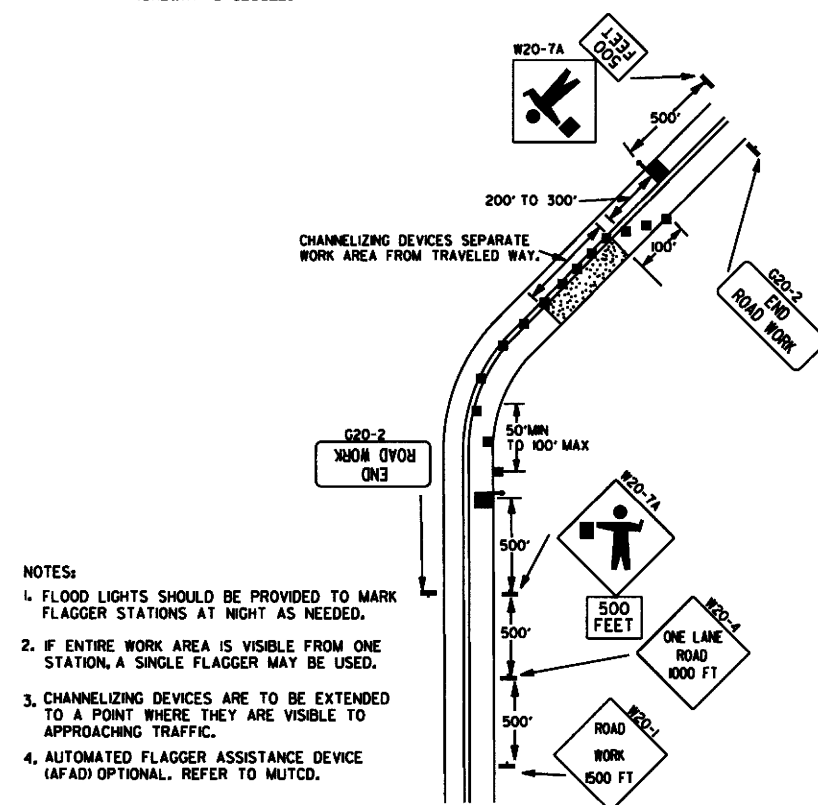 W20-7A
500
FEET
500'
200' TO 300'
CHANNELIZING DEVICES SEPARATE
WORK AREA FROM TRAVELED WAY.
100'
G20-2
END
ROAD WORK
50' MIN
TO 100' MAX
G20-2
END
ROAD WORK
W20-7A
500'
500
FEET
500'
W20-4
ONE LANE
ROAD
1000 FT
500'
W20-1
ROAD
WORK
1500 FT
NOTES:
1. FLOOD LIGHTS SHOULD BE PROVIDED TO MARK
FLAGGER STATIONS AT NIGHT AS NEEDED.
2. IF ENTIRE WORK AREA IS VISIBLE FROM ONE
STATION, A SINGLE FLAGGER MAY BE USED.
3. CHANNELIZING DEVICES ARE TO BE EXTENDED
TO A POINT WHERE THEY ARE VISIBLE TO
APPROACHING TRAFFIC.
4. AUTOMATED FLAGGER ASSISTANCE DEVICE
(AFAD) OPTIONAL. REFER TO MUTCD.